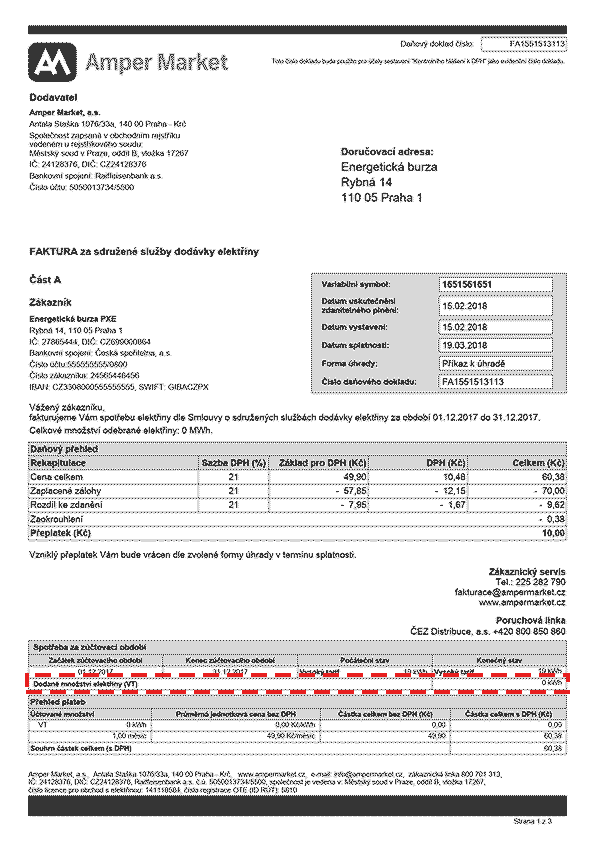 Daňový doklad číslo: FA1551513113
Toto číslo dokladu bude použito pro účely sestavení "Kontrolního hlášení k DPH" jako evidenční číslo dokladu.
Amper Market
Dodavatel
Amper Market, a.s.
Antala Staška 1076/33a, 140 00 Praha - Krč
Společnost zapsaná v obchodním rejstříku
vedeném u rejstříkového soudu:
Městský soud v Praze, oddíl B, vložka 17267
IČ: 24128376, DIČ: CZ24128376
Bankovní spojení: Raiffeisenbank a.s.
Číslo účtu: 5050013734/5500
Doručovací adresa:
Energetická burza
Rybná 14
110 05 Praha 1
FAKTURA za sdružené služby dodávky elektřiny
Část A
Zákazník
Energetická burza PXE
Rybná 14, 110 05 Praha 1
IČ: 27865444, DIČ: CZ699000864
Bankovní spojení: Česká spořitelna, a.s.
Číslo účtu:555555555/0800
Číslo zákazníka: 24565446456
IBAN: CZ3508000555555555, SWIFT: GIBACZPX
Variabilní symbol: 1651561651
Datum uskutečnění
zdanitelného plnění: 15.02.2018
Datum vystavení: 15.02.2018
Datum splatnosti: 19.03.2018
Forma úhrady: Příkaz k úhradě
Číslo daňového dokladu: FA1551513113
Vážený zákazníku,
fakturujeme Vám spotřebu elektřiny dle Smlouvy o sdružených službách dodávky elektřiny za období 01.12.2017 do 31.12.2017.
Celkové množství odebrané elektřiny: 0 MWh.
Daňový přehled
Rekapitulace Sazba DPH (%) Základ pro DPH (Kč) DPH (Kč) Celkem (Kč)
Cena celkem 21 49,90 10,48 60,38
Zaplacené zálohy 21 - 57,85 - 12,15 - 70,00
Rozdíl ke zdanění 21 - 7,95 - 1,67 - 9,62
Zaokrouhlení - 0,38
Přeplatek (Kč) 10,00
Vzniklý přeplatek Vám bude vrácen dle zvolené formy úhrady v termínu splatnosti.
Zákaznický servis
Tel.: 225 282 790
fakturace@ampermarket.cz
www.ampermarket.cz
Poruchová linka
ČEZ Distribuce, a.s. +420 800 850 860
Spotřeba za zúčtovací období
Začátek zúčtovacího období Konec zúčtovacího období Počáteční stav Konečný stav
01.12.2017 31.12.2017 Vysoký tarif 19 kWh Vysoký tarif 19 kWh
Dodané množství elektřiny (VT) 0 kWh
Přehled plateb
Účtované množství Průměrná jednotková cena bez DPH Částka celkem bez DPH (Kč) Částka celkem s DPH (Kč)
VT 0 kWh 0,00 Kč/kWh 0,00 0,00
1,00 měsíc 49,90 Kč/měsíc 49,90 60,38
Souhrn částek celkem (s DPH) 60,38
Amper Market, a.s., Antala Staška 1076/33a, 140 00 Praha - Krč, www.ampermarket.cz, e-mail: info@ampermarket.cz, zákaznická linka 800 701 313,
IČ: 24128376, DIČ: CZ24128376, Raiffeisenbank a.s. č.ú. 5050013734/5500, společnost je vedena v: Městský soud v Praze, oddíl B, vložka 17267,
číslo licence pro obchod s elektřinou: 141118584, číslo registrace OTE (ID RÚT): 5810
Strana 1 z 3